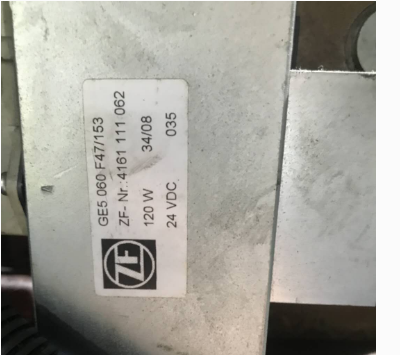 GE5 060 F47/153
ZF- Nr.: 4161 111 062
120 W 34/08
24 VDC. 035
ZF